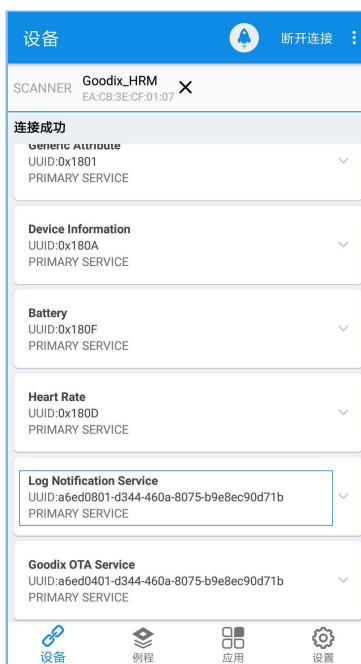 设备
断开连接
SCANNER Goodix_HRM
EA:CB:3E:CF:01:07
连接成功
Generic Attribute
UUID:0x1801
PRIMARY SERVICE
Device Information
UUID:0x180A
PRIMARY SERVICE
Battery
UUID:0x180F
PRIMARY SERVICE
Heart Rate
UUID:0x180D
PRIMARY SERVICE
Log Notification Service
UUID:a6ed0801-d344-460a-8075-b9e8ec90d71b
PRIMARY SERVICE
Goodix OTA Service
UUID:a6ed0401-d344-460a-8075-b9e8ec90d71b
PRIMARY SERVICE
设备
例程
应用
设置